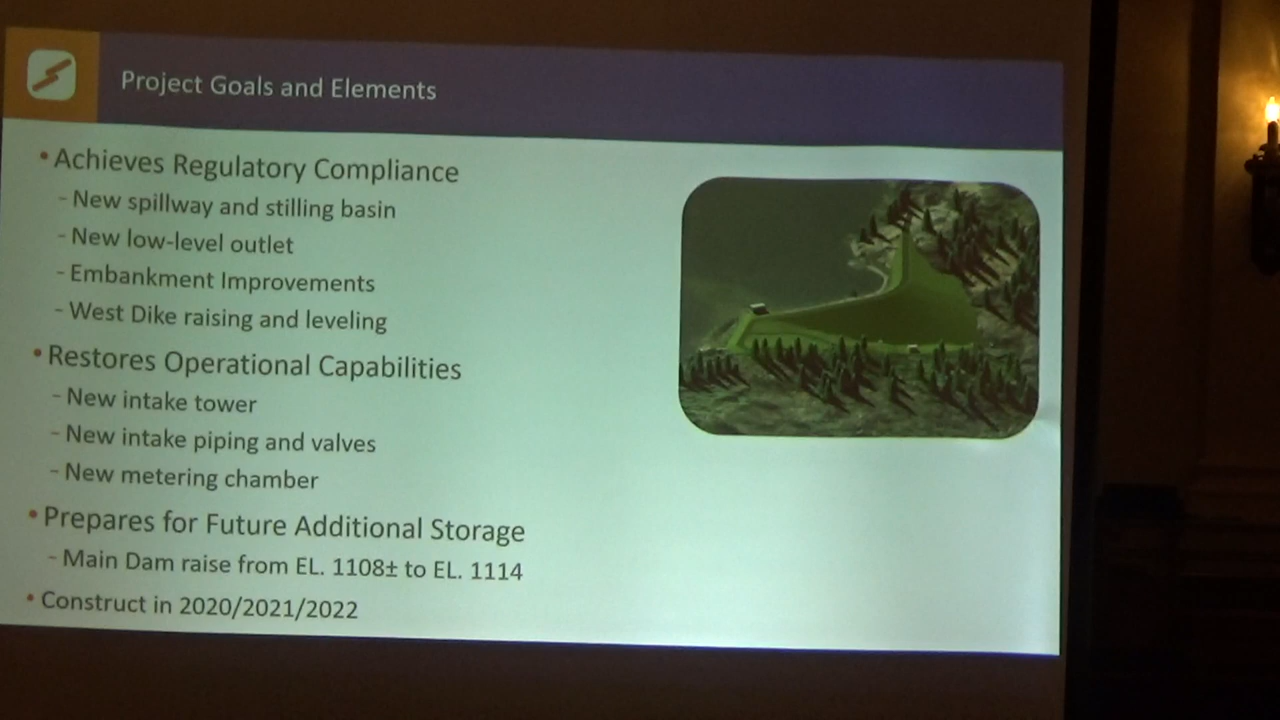 Project Goals and Elements
• Achieves Regulatory Compliance
- New spillway and stilling basin
- New low-level outlet
- Embankment Improvements
- West Dike raising and leveling
• Restores Operational Capabilities
- New intake tower
- New intake piping and valves
- New metering chamber
• Prepares for Future Additional Storage
- Main Dam raise from EL. 1108± to EL. 1114
• Construct in 2020/2021/2022